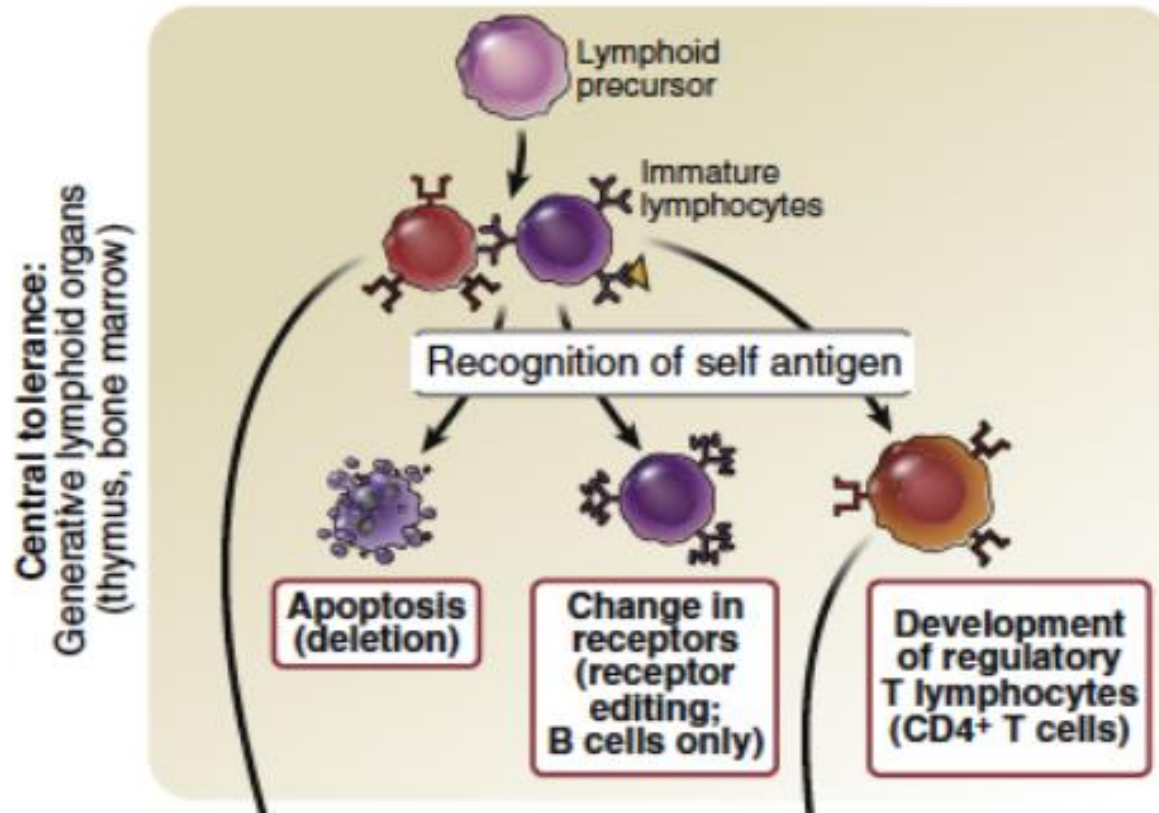 Lymphoid
precursor
Immature
lymphocytes
Central tolerance:
Generative lymphoid organs
(thymus, bone marrow)
Recognition of self antigen
Apoptosis
(deletion)
Change in
receptors
(receptor
editing;
B cells only)
Development
of regulatory
T lymphocytes
(CD4⁺ T cells)